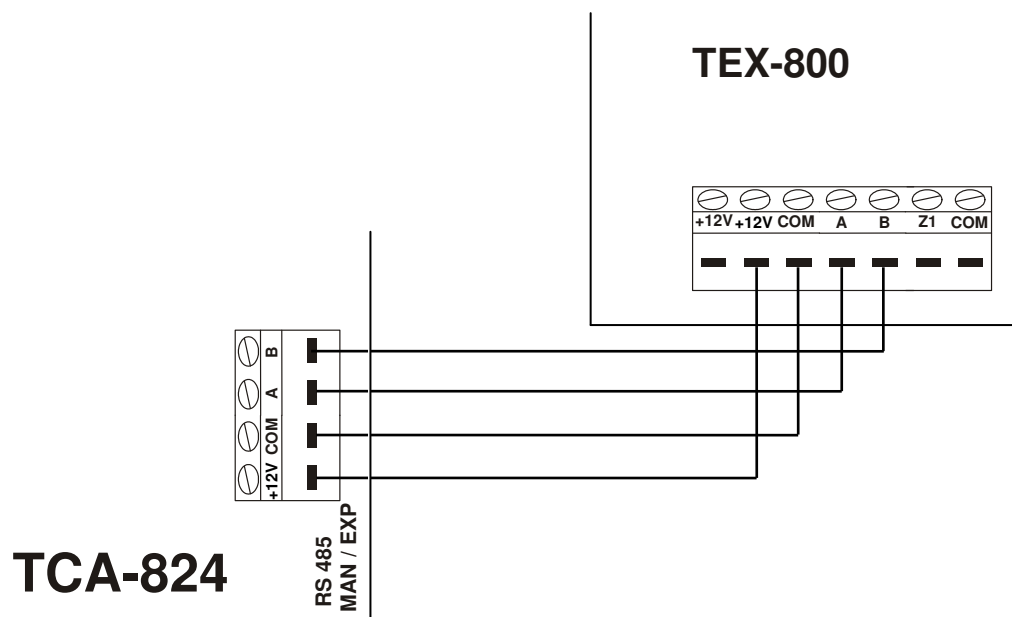 TEX-800
+12V +12V COM A B Z1 COM
B
A
COM
+12V
RS 485
MAN / EXP
TCA-824